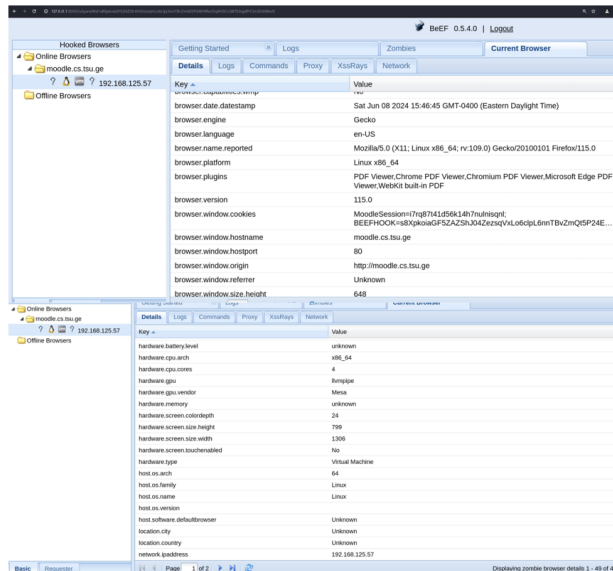 BeEF 0.5.4.0 | Logout
Hooked Browsers
Online Browsers
moodle.cs.tsu.ge
? ? 192.168.125.57
Offline Browsers
Getting Started Logs Zombies Current Browser
Details Logs Commands Proxy XssRays Network
Key Value
browser.capabilities.wmp No
browser.date.datestamp Sat Jun 08 2024 15:46:45 GMT-0400 (Eastern Daylight Time)
browser.engine Gecko
browser.language en-US
browser.name.reported Mozilla/5.0 (X11; Linux x86_64; rv:109.0) Gecko/20100101 Firefox/115.0
browser.platform Linux x86_64
browser.plugins PDF Viewer,Chrome PDF Viewer,Chromium PDF Viewer,Microsoft Edge PDF
Viewer,WebKit built-in PDF
browser.version 115.0
browser.window.cookies MoodleSession=i7rq87t41d56k14h7nulnisqnl;
BEEFHOOK=s8XpkoiaGF5ZAZShJ04ZezsqVxLo6clpL6nnTBvZmQt5P24E...
browser.window.hostname moodle.cs.tsu.ge
browser.window.hostport 80
browser.window.origin http://moodle.cs.tsu.ge
browser.window.referrer Unknown
browser.window.size.height 648
Online Browsers
moodle.cs.tsu.ge
? ? 192.168.125.57
Offline Browsers
Getting Started Logs Zombies Current Browser
Details Logs Commands Proxy XssRays Network
Key Value
hardware.battery.level unknown
hardware.cpu.arch x86_64
hardware.cpu.cores 4
hardware.gpu llvmpipe
hardware.gpu.vendor Mesa
hardware.memory unknown
hardware.screen.colordepth 24
hardware.screen.size.height 799
hardware.screen.size.width 1306
hardware.screen.touchenabled No
hardware.type Virtual Machine
host.os.arch 64
host.os.family Linux
host.os.name Linux
host.os.version
host.software.defaultbrowser Unknown
location.city Unknown
location.country Unknown
network.ipaddress 192.168.125.57
Basic Requester
Page 1 of 2
Displaying zombie browser details 1 - 49 of 4